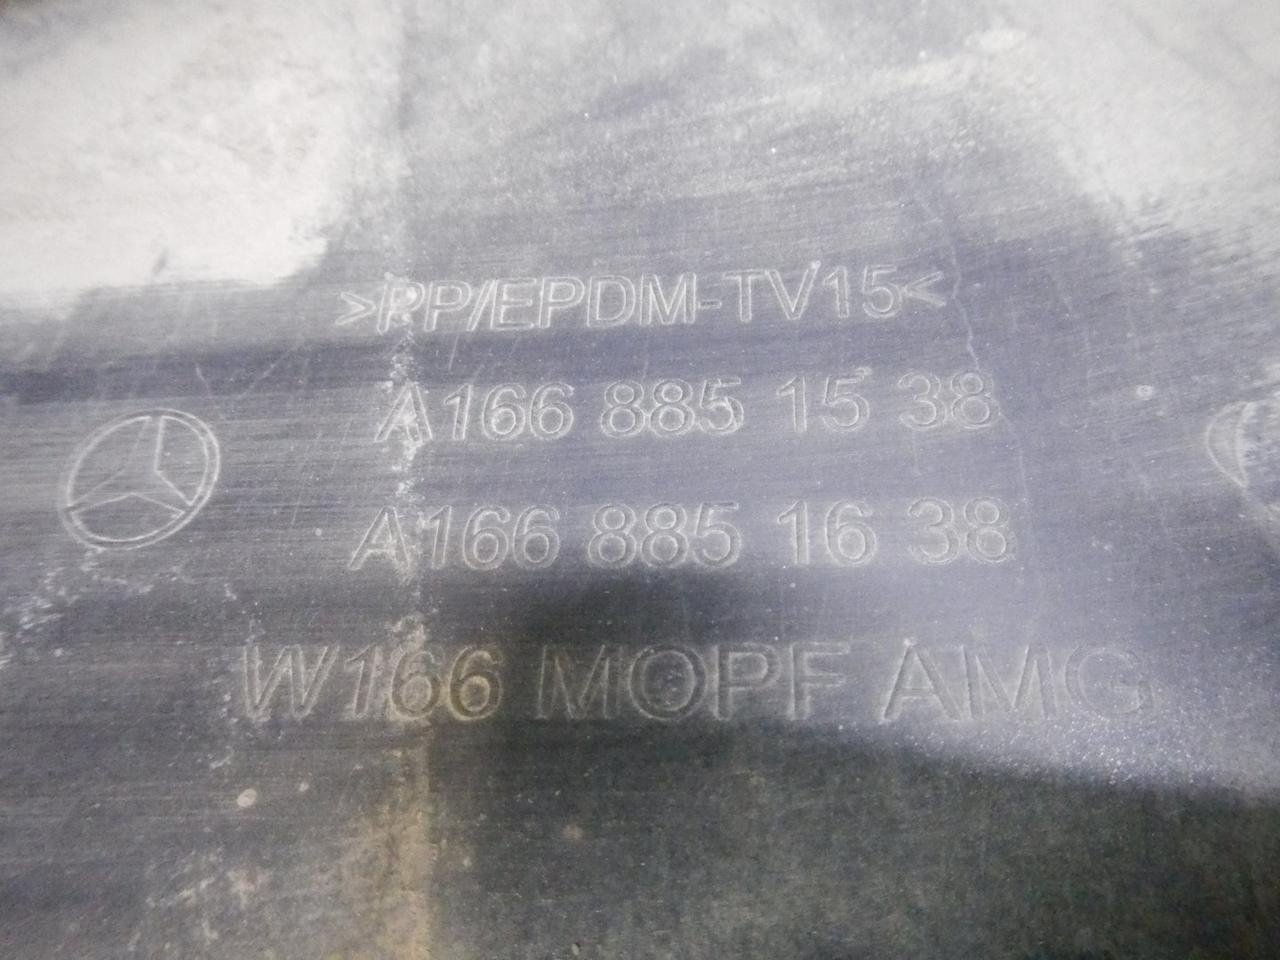 >PP/EPDM-TV15<
A166 885 15 38
A166 885 16 38
W166 MOPF AMG